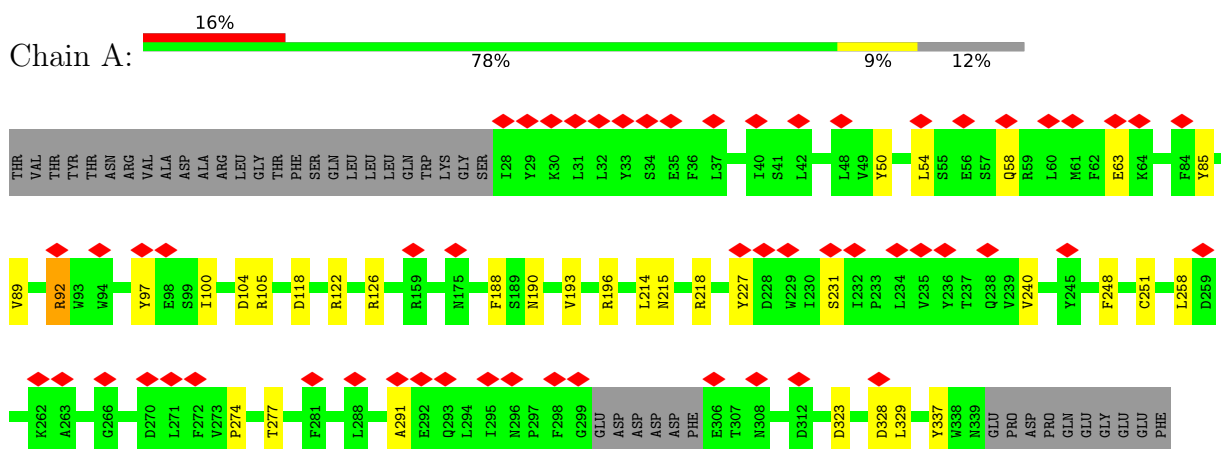 16%
Chain A:
78% 9% 12%
THR VAL THR TYR THR ASN ARG VAL ALA ASP ALA ARG LEU GLY THR PHE SER GLN LEU LEU LEU LEU GLN TRP LYS GLY SER I28 Y29 K30 L31 L32 Y33 S34 E35 F36 L37 I40 S41 L42 L48 V49 Y50 L54 S55 E56 S57 Q58 R59 L60 M61 F62 E63 K64 F84 Y85
V89 R92 W93 W94 Y97 E98 S99 I100 D104 R105 D118 R122 R126 R159 N175 F188 S189 N190 V193 R196 L214 N215 R218 Y227 D228 W229 I230 S231 I232 P233 L234 V235 Y236 T237 Q238 V239 V240 Y245 F248 C251 L258 D259
K262 A263 G266 D270 L271 F272 V273 P274 T277 F281 L288 A291 E292 Q293 L294 I295 N296 P297 F298 G299 GLU ASP ASP ASP ASP PHE E306 T307 N308 D312 D323 D328 L329 Y337 W338 N339 GLU PRO ASP PRO GLN GLU GLY GLU GLU GLU PHE